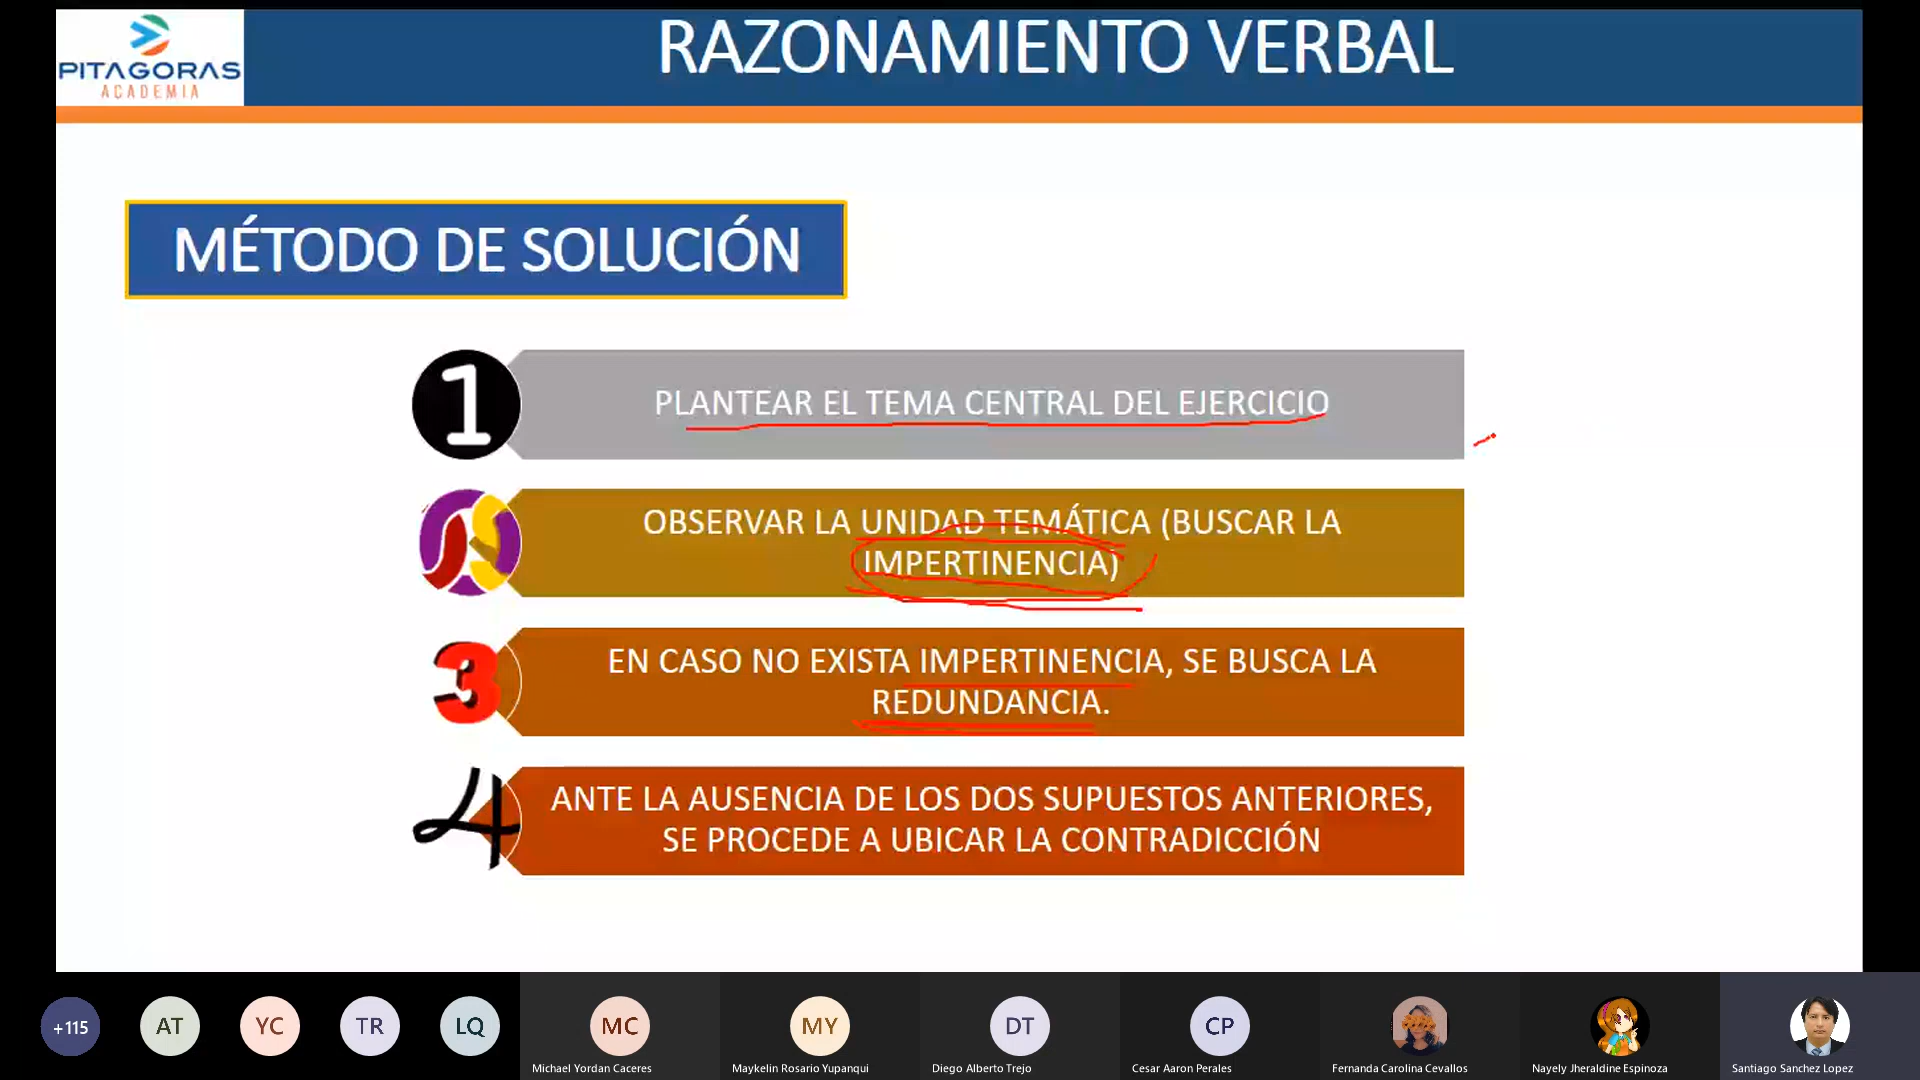 PITAGORAS
ACADEMIA
RAZONAMIENTO VERBAL
MÉTODO DE SOLUCIÓN
1
PLANTEAR EL TEMA CENTRAL DEL EJERCICIO
OBSERVAR LA UNIDAD TEMÁTICA (BUSCAR LA
IMPERTINENCIA)
3
EN CASO NO EXISTA IMPERTINENCIA, SE BUSCA LA
REDUNDANCIA.
4
ANTE LA AUSENCIA DE LOS DOS SUPUESTOS ANTERIORES,
SE PROCEDE A UBICAR LA CONTRADICCIÓN
+115
AT
YC
TR
LQ
MC
MY
DT
CP
Michael Yordan Caceres
Maykelin Rosario Yupanqui
Diego Alberto Trejo
Cesar Aaron Perales
Fernanda Carolina Cevallos
Nayely Jheraldine Espinoza
Santiago Sanchez Lopez